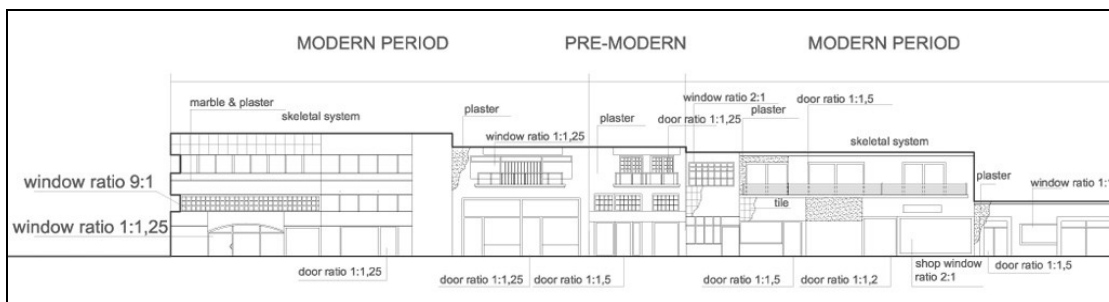 MODERN PERIOD
PRE-MODERN
MODERN PERIOD
marble & plaster
skeletal system
plaster
window ratio 1:1,25
plaster
door ratio 1:1,25
window ratio 2:1
plaster
door ratio 1:1,5
skeletal system
plaster
window ratio 1:1
window ratio 9:1
window ratio 1:1,25
tile
door ratio 1:1,25
door ratio 1:1,25
door ratio 1:1,5
door ratio 1:1,5
door ratio 1:1,2
shop window
ratio 2:1
door ratio 1:1,5